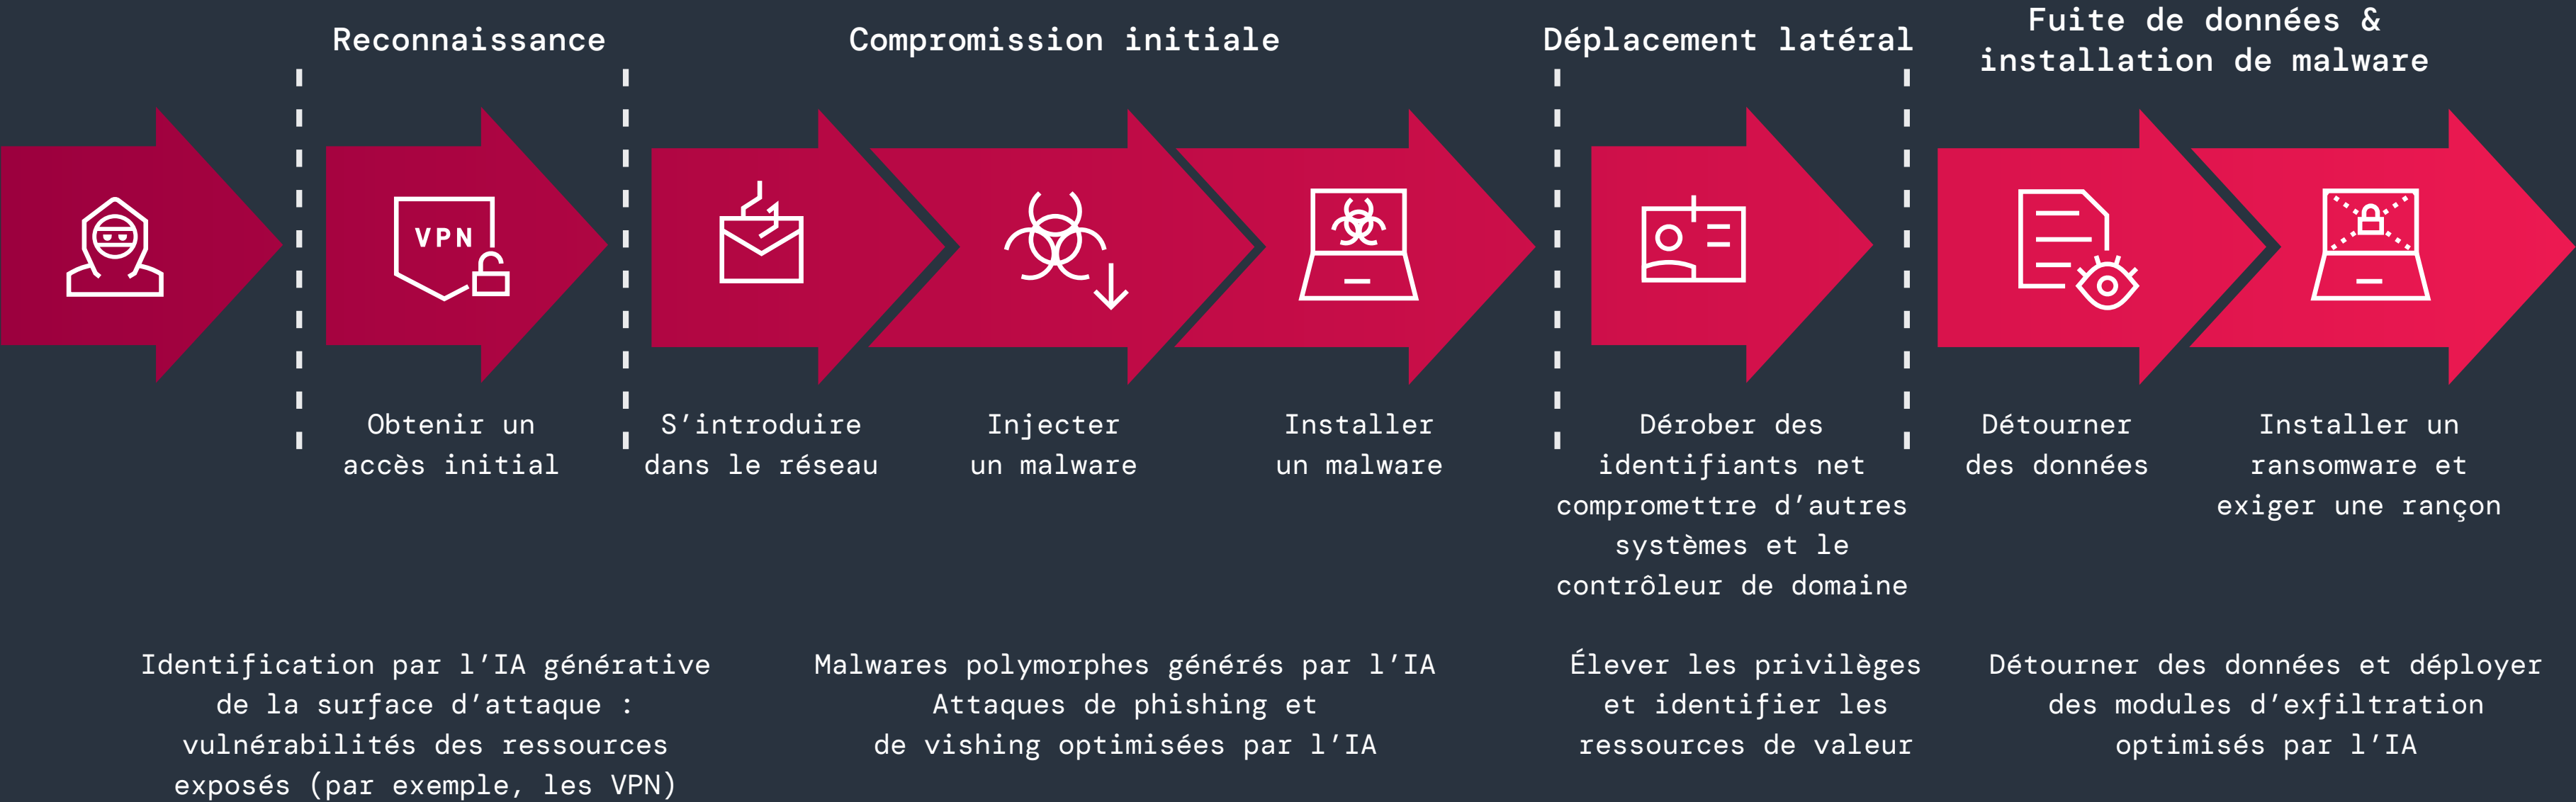 Reconnaissance
Compromission initiale
Déplacement latéral
Fuite de données &
installation de malware
VPN
Obtenir un
accès initial
S’introduire
dans le réseau
Injecter
un malware
Installer
un malware
Dérober des
identifiants net
compromettre d’autres
systèmes et le
contrôleur de domaine
Détourner
des données
Installer un
ransomware et
exiger une rançon
Identification par l’IA générative
de la surface d’attaque :
vulnérabilités des ressources
exposés (par exemple, les VPN)
Malwares polymorphes générés par l’IA
Attaques de phishing et
de vishing optimisées par l’IA
Élever les privilèges
et identifier les
ressources de valeur
Détourner des données et déployer
des modules d’exfiltration
optimisés par l’IA